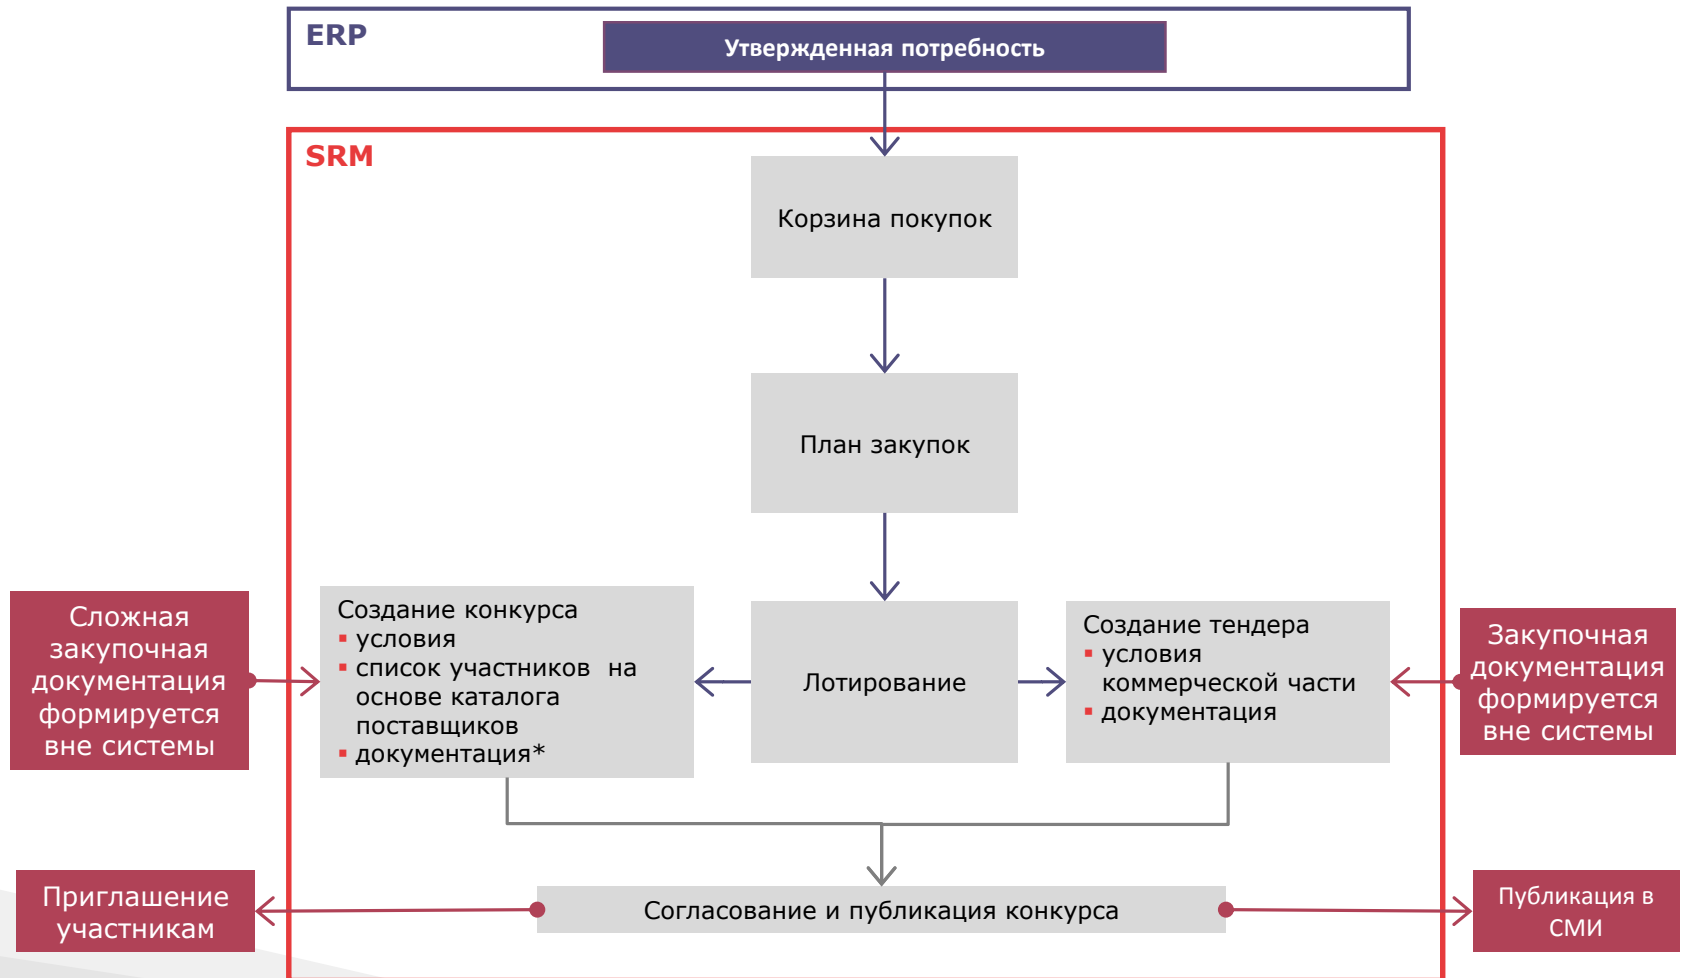 ERP
Утвержденная потребность
SRM
Корзина покупок
План закупок
Сложная
закупочная
документация
формируется
вне системы
Создание конкурса
▪ условия
▪ список участников на
основе каталога
поставщиков
▪ документация*
Лотирование
Создание тендера
▪ условия
коммерческой части
▪ документация
Закупочная
документация
формируется
вне системы
Приглашение
участникам
Согласование и публикация конкурса
Публикация в
СМИ